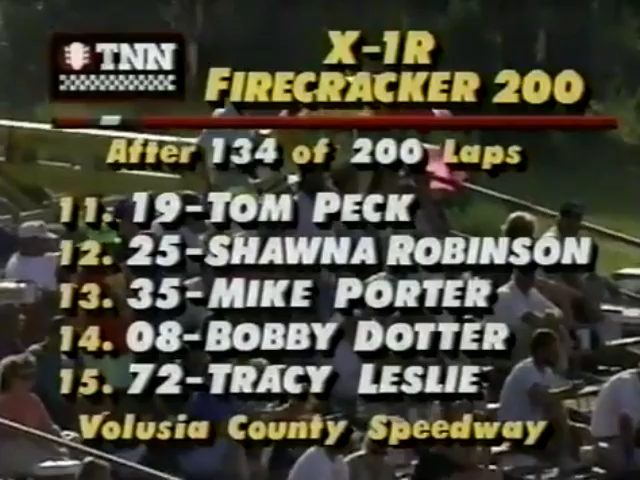 TNN
X-1R
FIRECRACKER 200
After 134 of 200 Laps
11. 19-TOM PECK
12. 25-SHAWNA ROBINSON
13. 35-MIKE PORTER
14. 08-BOBBY DOTTER
15. 72-TRACY LESLIE
Volusia County Speedway